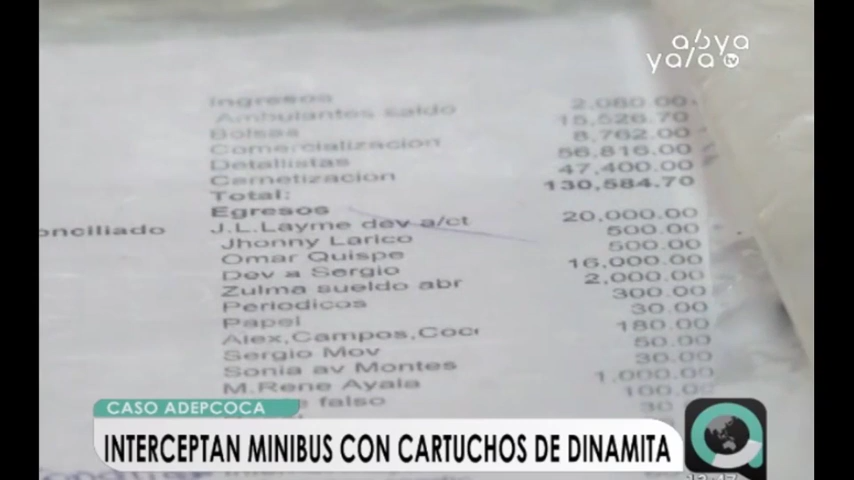 abya
yala tv
Ingresos
Ambulantes saldo 2,080.00
Bolsas 15,526.70
Comercializacion 8,762.00
Detallistas 56,816.00
Carnetizacion 47,400.00
Total: 130,584.70
Egresos
onciliado J.L.Layme dev a/ct 20,000.00
Jhonny Larico 500.00
Omar Quispe 500.00
Dev a Sergio 16,000.00
Zulma sueldo abr 2,000.00
Periodicos 300.00
Papel 30.00
Alex,Campos,Coc 180.00
Sergio Mov 50.00
Sonia av Montes 30.00
M.Rene Ayala 1,000.00
falso 100.00
30
CASO ADEPCOCA
INTERCEPTAN MINIBUS CON CARTUCHOS DE DINAMITA